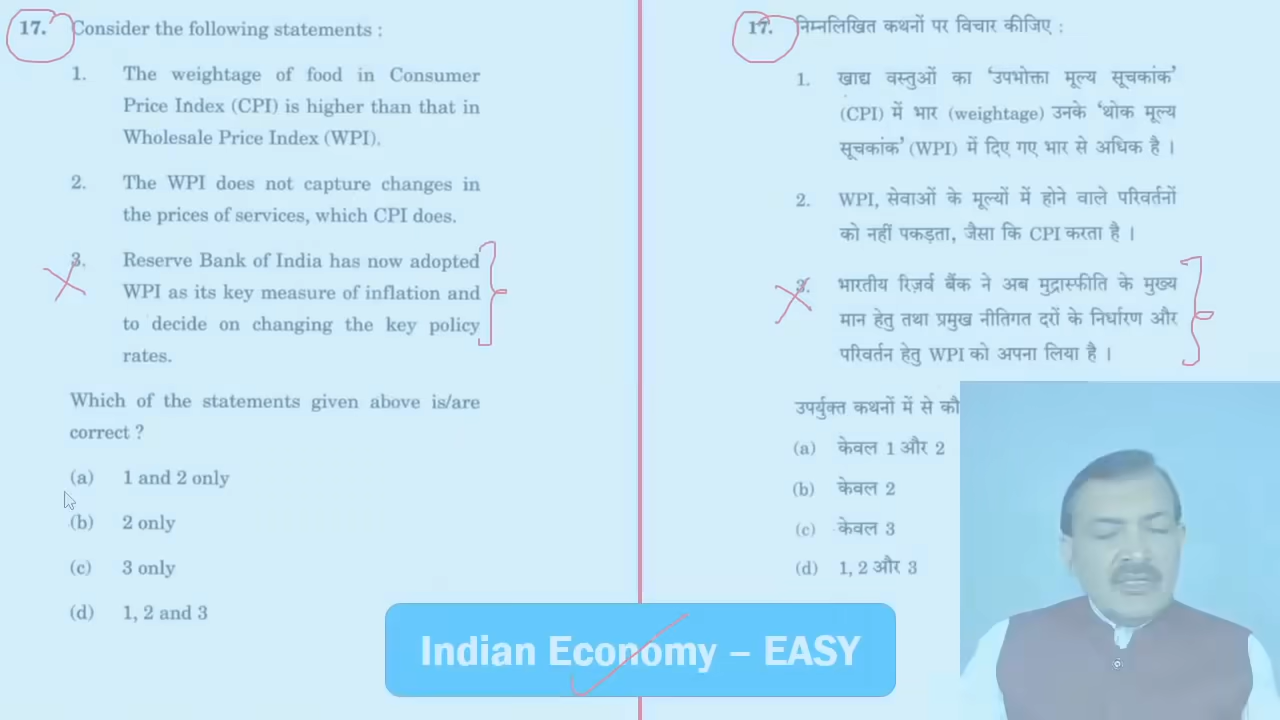 17. Consider the following statements :
1. The weightage of food in Consumer
Price Index (CPI) is higher than that in
Wholesale Price Index (WPI).
2. The WPI does not capture changes in
the prices of services, which CPI does.
3. Reserve Bank of India has now adopted
WPI as its key measure of inflation and
to decide on changing the key policy
rates.
Which of the statements given above is/are
correct ?
(a) 1 and 2 only
(b) 2 only
(c) 3 only
(d) 1, 2 and 3
17. निम्नलिखित कथनों पर विचार कीजिए :
1. खाद्य वस्तुओं का ‘उपभोक्ता मूल्य सूचकांक’
(CPI) में भार (weightage) उनके ‘थोक मूल्य
सूचकांक’ (WPI) में दिए गए भार से अधिक है ।
2. WPI, सेवाओं के मूल्यों में होने वाले परिवर्तनों
को नहीं पकड़ता, जैसा कि CPI करता है ।
3. भारतीय रिज़र्व बैंक ने अब मुद्रास्फीति के मुख्य
मान हेतु तथा प्रमुख नीतिगत दरों के निर्धारण और
परिवर्तन हेतु WPI को अपना लिया है ।
उपर्युक्त कथनों में से
(a) केवल 1 और 2
(b) केवल 2
(c) केवल 3
(d) 1, 2 और 3
Indian Economy – EASY